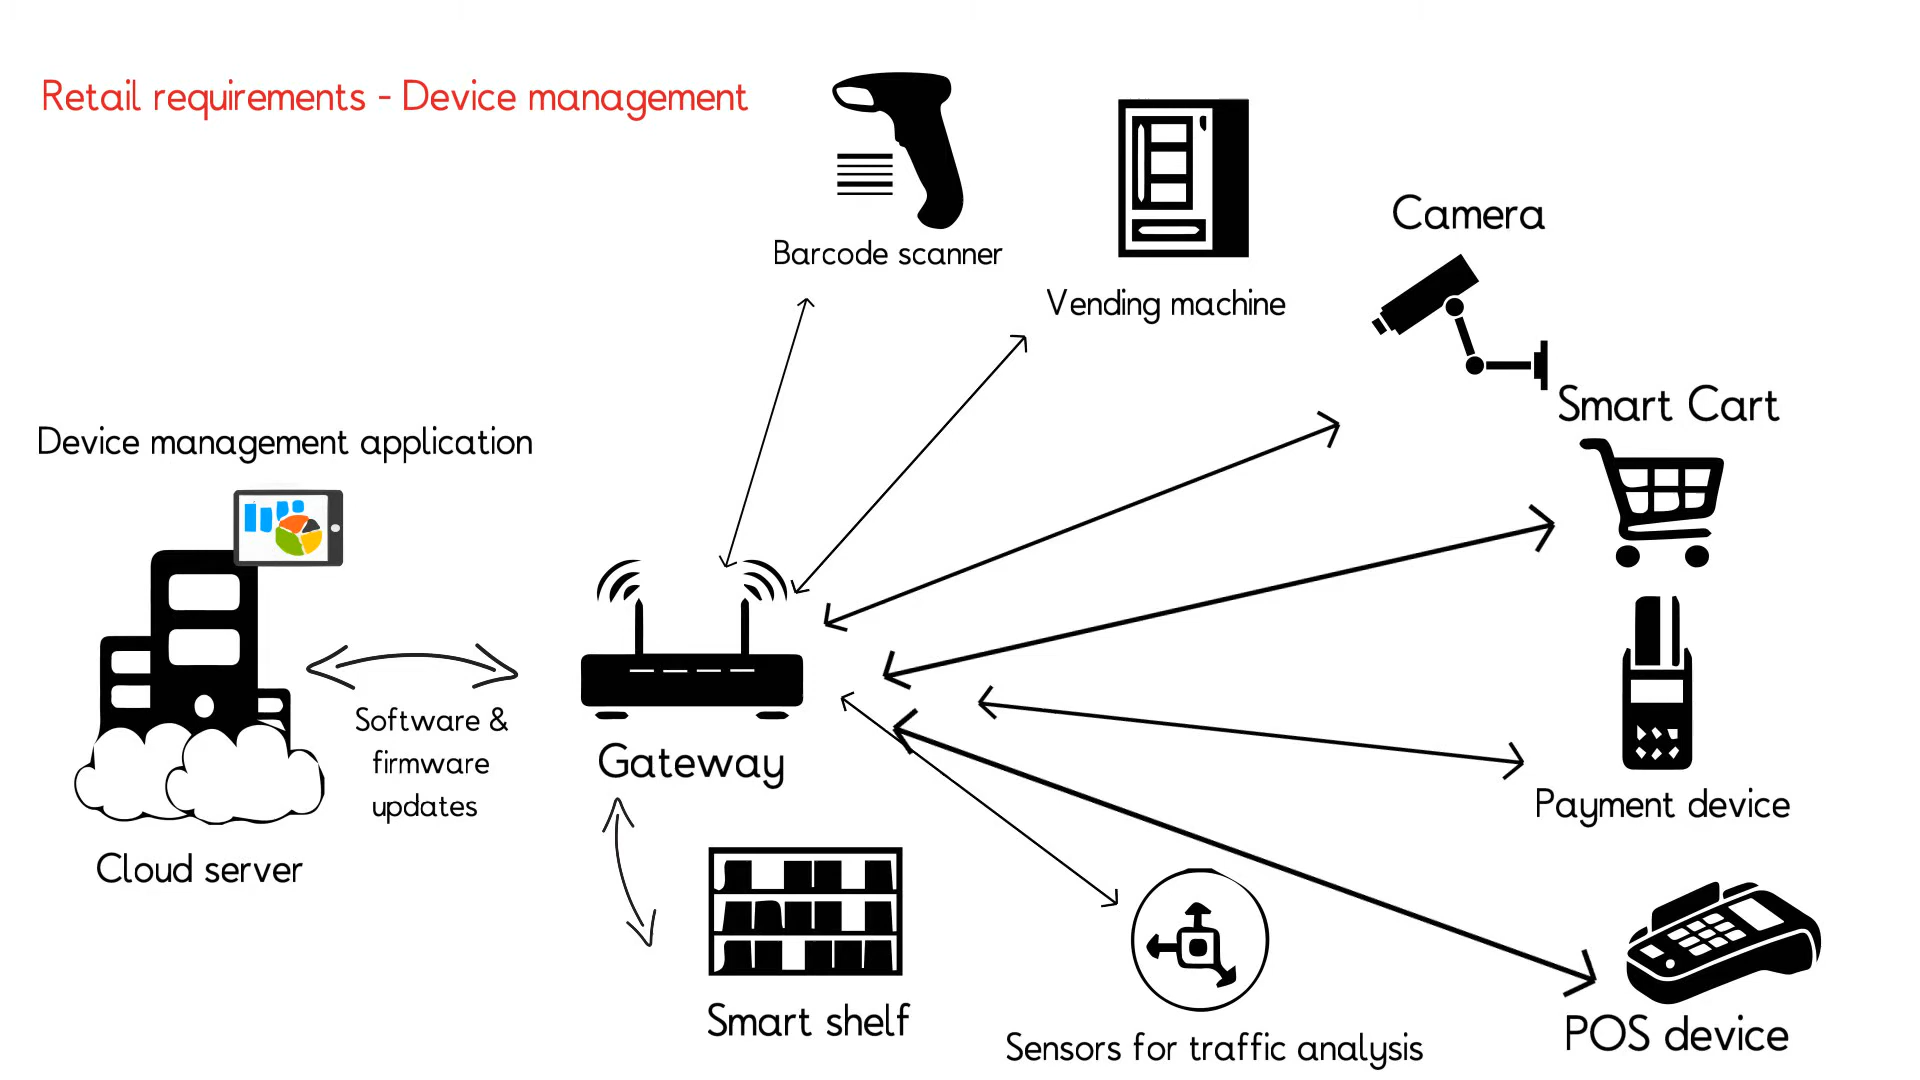 Retail requirements - Device management
Barcode scanner
Vending machine
Camera
Smart Cart
Device management application
Software &
firmware
updates
Gateway
Payment device
Cloud server
Smart shelf
Sensors for traffic analysis
POS device